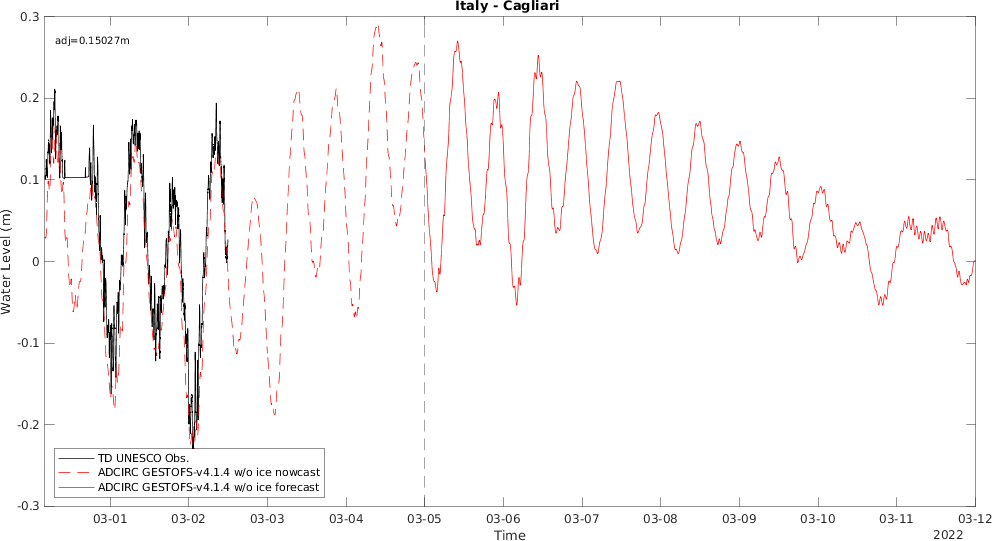 Italy - Cagliari
adj=0.15027m
0.3
0.2
0.1
0
-0.1
-0.2
-0.3
Water Level (m)
TD UNESCO Obs.
ADCIRC GESTOFS-v4.1.4 w/o ice nowcast
ADCIRC GESTOFS-v4.1.4 w/o ice forecast
03-01 03-02 03-03 03-04 03-05 03-06 03-07 03-08 03-09 03-10 03-11 03-12
Time
2022